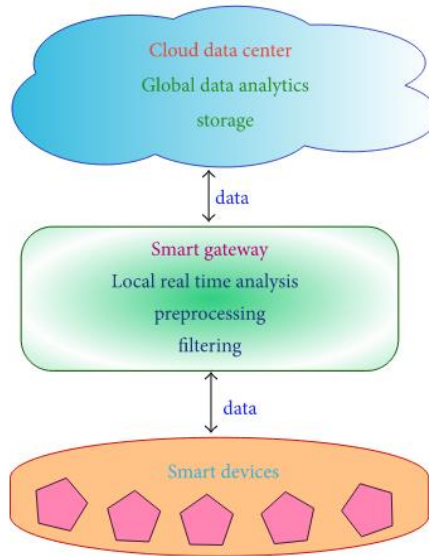 Cloud data center
Global data analytics
storage
data
Smart gateway
Local real time analysis
preprocessing
filtering
data
Smart devices